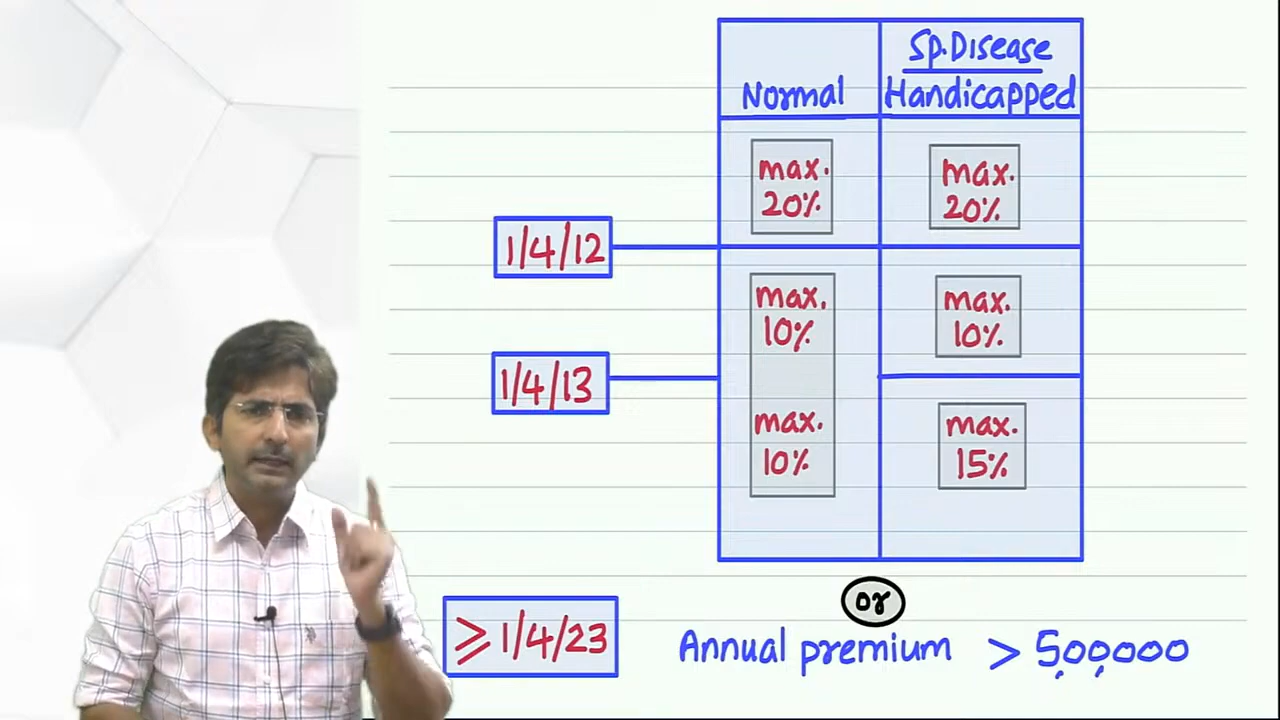 Normal
Sp.Disease
Handicapped
max.
20%
max.
20%
1/4/12
max.
10%
max.
10%
1/4/13
max.
10%
max.
15%
or
≥ 1/4/23
Annual premium > 5,00,000